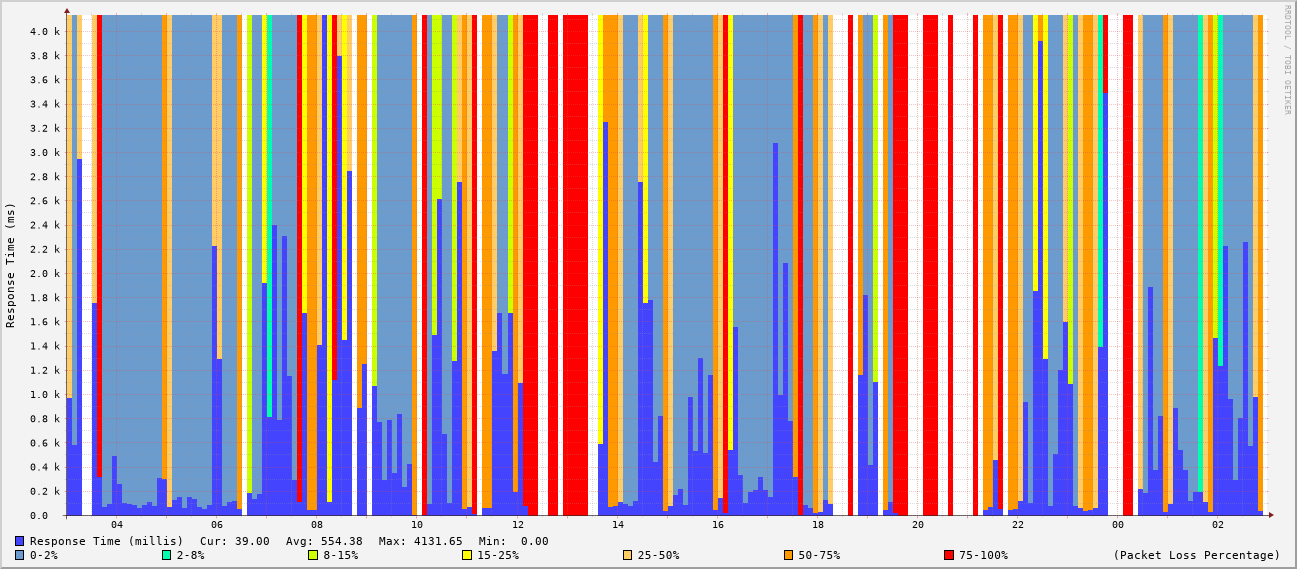 RRDTOOL / TOBI OETIKER
Response Time (ms)
4.0 k
3.8 k
3.6 k
3.4 k
3.2 k
3.0 k
2.8 k
2.6 k
2.4 k
2.2 k
2.0 k
1.8 k
1.6 k
1.4 k
1.2 k
1.0 k
0.8 k
0.6 k
0.4 k
0.2 k
0.0
04 06 08 10 12 14 16 18 20 22 00 02
Response Time (millis) Cur: 39.00 Avg: 554.38 Max: 4131.65 Min: 0.00
0-2% 2-8% 8-15% 15-25% 25-50% 50-75% 75-100% (Packet Loss Percentage)